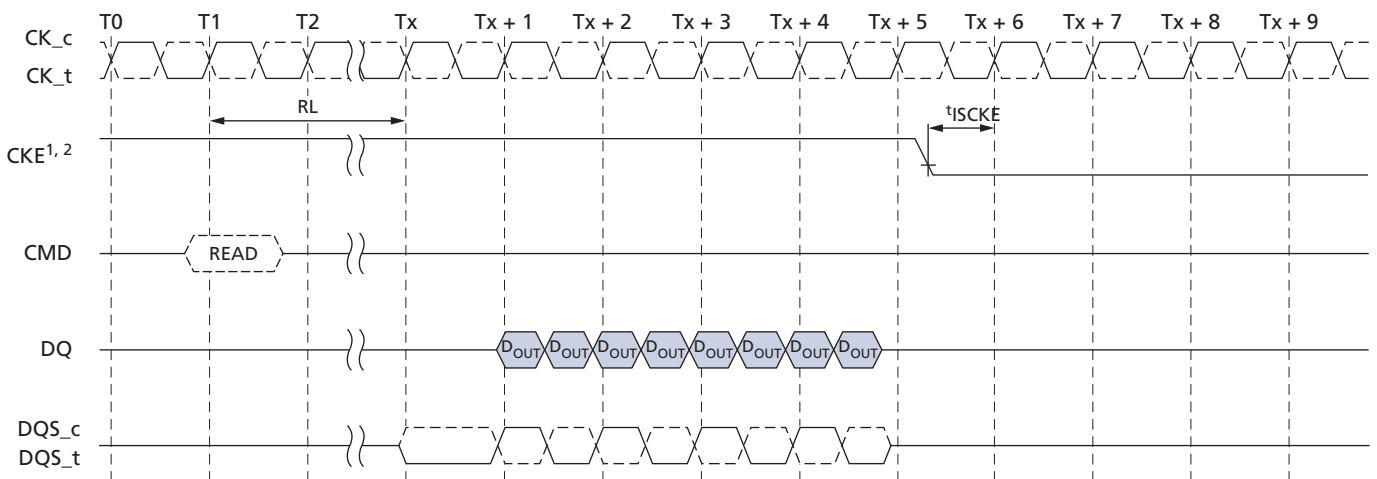 T0 T1 T2 Tx Tx + 1 Tx + 2 Tx + 3 Tx + 4 Tx + 5 Tx + 6 Tx + 7 Tx + 8 Tx + 9
CK_c
CK_t
RL
tISCKE
CKE1, 2
CMD
READ
DQ
DOUT DOUT DOUT DOUT DOUT DOUT DOUT DOUT
DQS_c
DQS_t